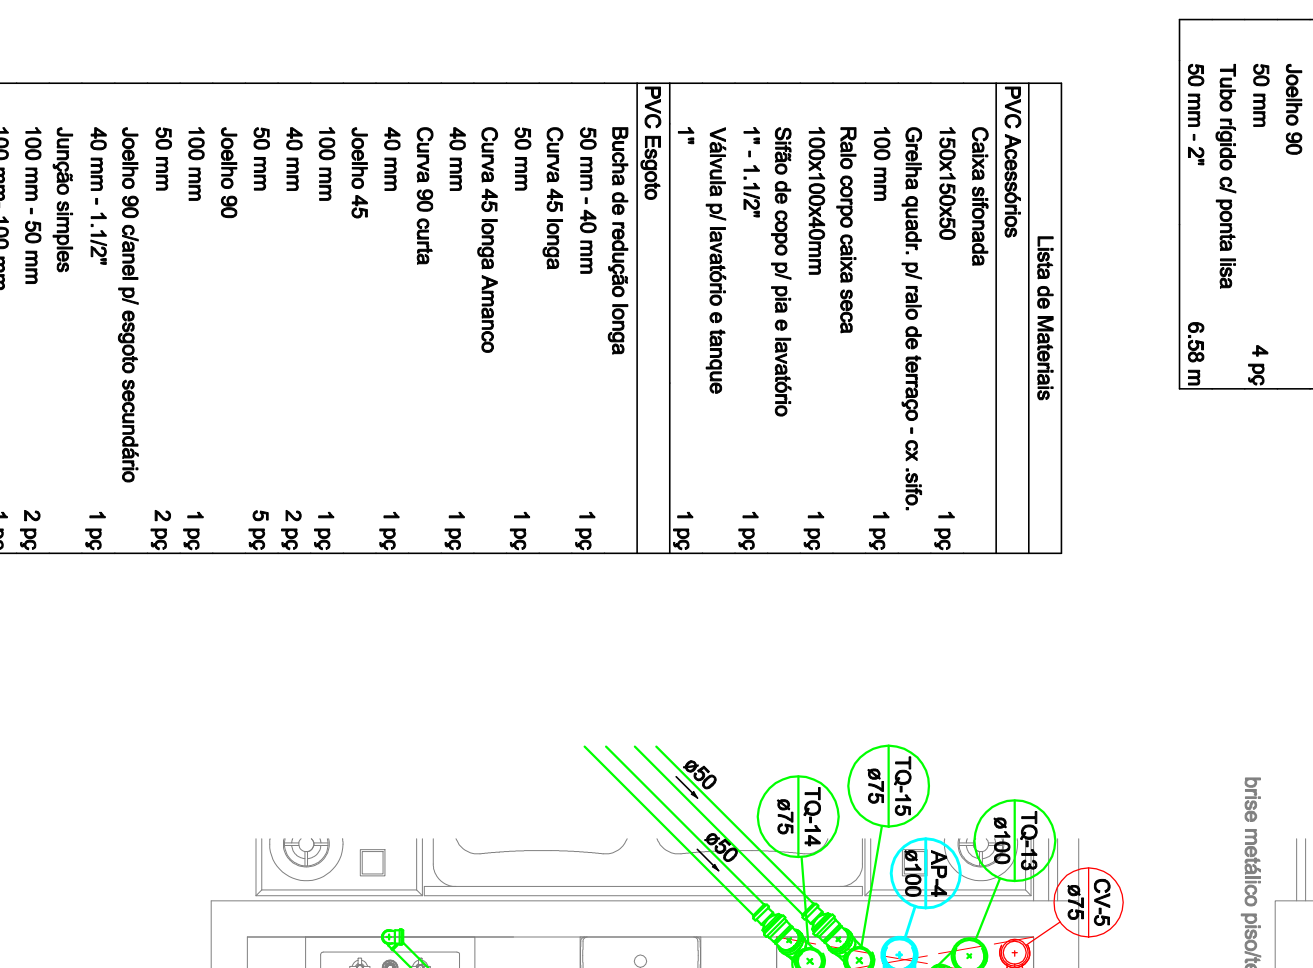 Joelho 90
50 mm 4 pç
Tubo rígido c/ ponta lisa
50 mm - 2" 6.58 m
Lista de Materiais
PVC Acessórios
Caixa sifonada
150x150x50 1 pç
Grelha quadr. p/ ralo de terraço - cx .sifo.
100 mm 1 pç
Ralo corpo caixa seca
100x100x40mm 1 pç
Sifão de copo p/ pia e lavatório
1" - 1.1/2" 1 pç
Válvula p/ lavatório e tanque
1" 1 pç
PVC Esgoto
Bucha de redução longa
50 mm - 40 mm 1 pç
Curva 45 longa
50 mm 1 pç
Curva 45 longa Amanco
40 mm 1 pç
Curva 90 curta
40 mm 1 pç
Joelho 45
100 mm 1 pç
40 mm 2 pç
50 mm 5 pç
Joelho 90
100 mm 1 pç
50 mm 2 pç
Joelho 90 c/anel p/ esgoto secundário
40 mm - 1.1/2" 1 pç
Junção simples
100 mm - 50 mm 2 pç
100 mm- 100 mm 1 pç
brise metálico piso/te
CV-5
ø75
TQ-13
ø100
AP-4
ø100
TQ-15
ø75
TQ-14
ø75
ø50
ø50